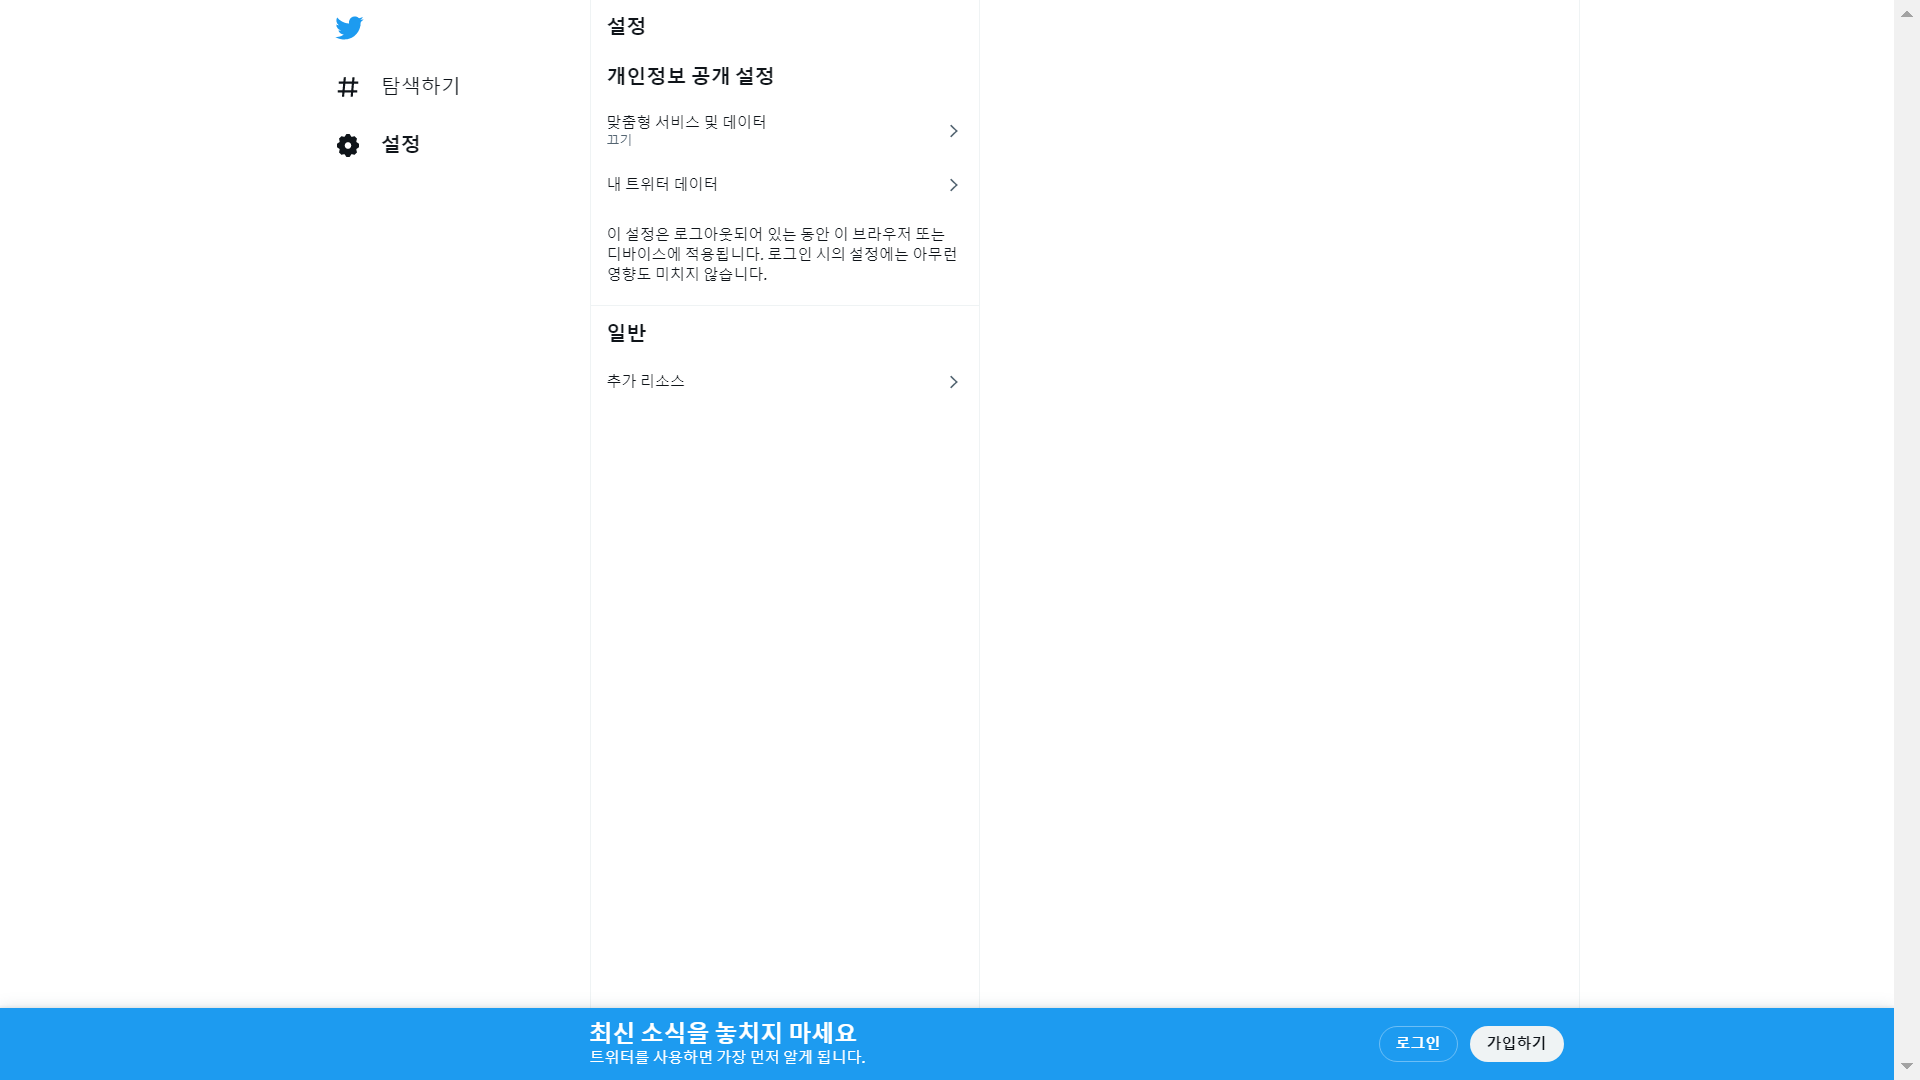 탐색하기
설정
설정
개인정보 공개 설정
맞춤형 서비스 및 데이터
끄기
내 트위터 데이터
이 설정은 로그아웃되어 있는 동안 이 브라우저 또는
디바이스에 적용됩니다. 로그인 시의 설정에는 아무런
영향도 미치지 않습니다.
일반
추가 리소스
최신 소식을 놓치지 마세요
트위터를 사용하면 가장 먼저 알게 됩니다.
로그인
가입하기